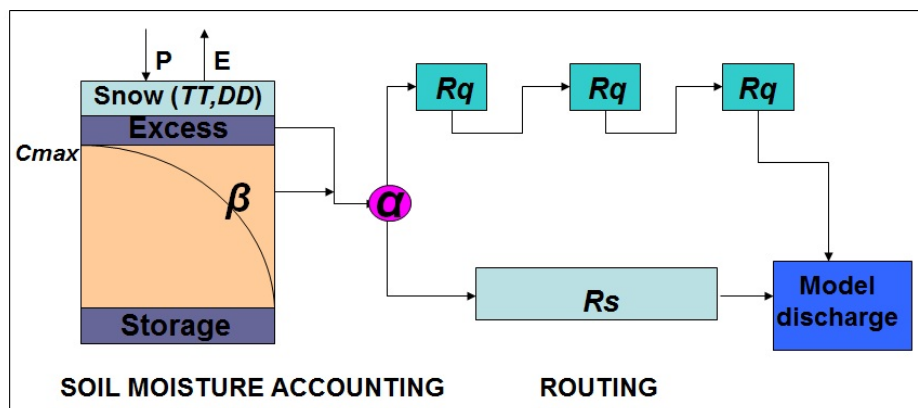 P E
Snow (TT,DD)
Excess
Cmax
β
Storage
α
Rq Rq Rq
Rs
Model
discharge
SOIL MOISTURE ACCOUNTING ROUTING